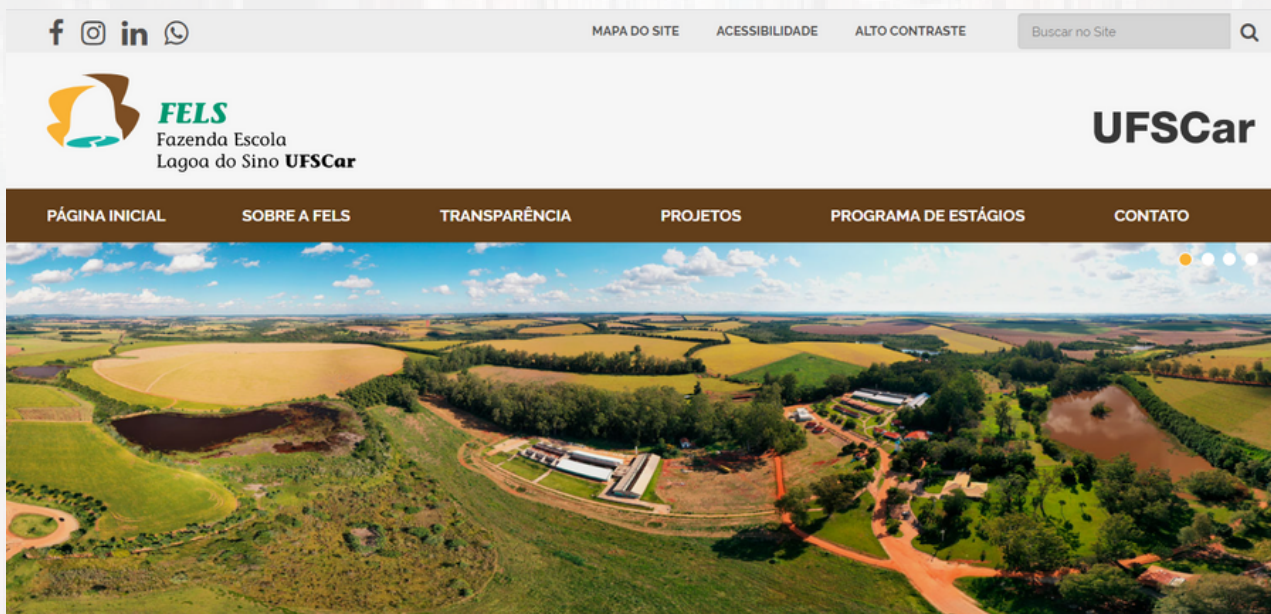 MAPA DO SITE ACESSIBILIDADE ALTO CONTRASTE Buscar no Site
FELS
Fazenda Escola
Lagoa do Sino UFSCar
UFSCar
PÁGINA INICIAL SOBRE A FELS TRANSPARÊNCIA PROJETOS PROGRAMA DE ESTÁGIOS CONTATO